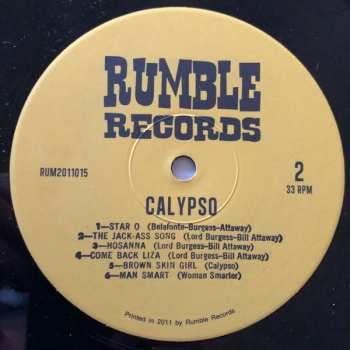 RUMBLE
RECORDS
RUM2011015
2
33 RPM
CALYPSO
1—STAR O (Belafonte-Burgess-Attaway)
2—THE JACK-ASS SONG (Lord Burgess-Bill Attaway)
3—HOSANNA (Lord Burgess-Bill Attaway)
4—COME BACK LIZA (Lord Burgess-Bill Attaway)
5—BROWN SKIN GIRL (Calypso)
6—MAN SMART (Woman Smarter)
Printed in 2011 by Rumble Records